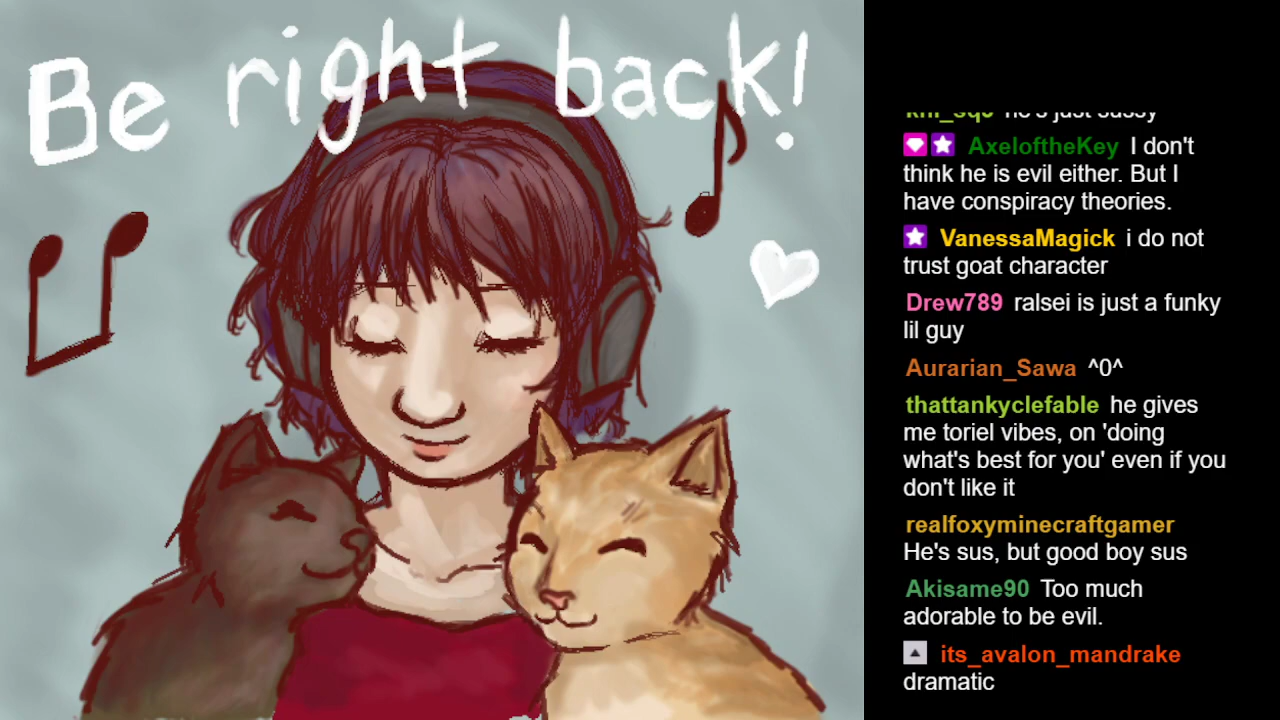 Be right back!
he's just sussy
AxeloftheKey I don't
think he is evil either. But I
have conspiracy theories.
VanessaMagick i do not
trust goat character
Drew789 ralsei is just a funky
lil guy
Aurarian_Sawa ^0^
thattankyclefable he gives
me toriel vibes, on 'doing
what's best for you' even if you
don't like it
realfoxyminecraftgamer
He's sus, but good boy sus
Akisame90 Too much
adorable to be evil.
its_avalon_mandrake
dramatic